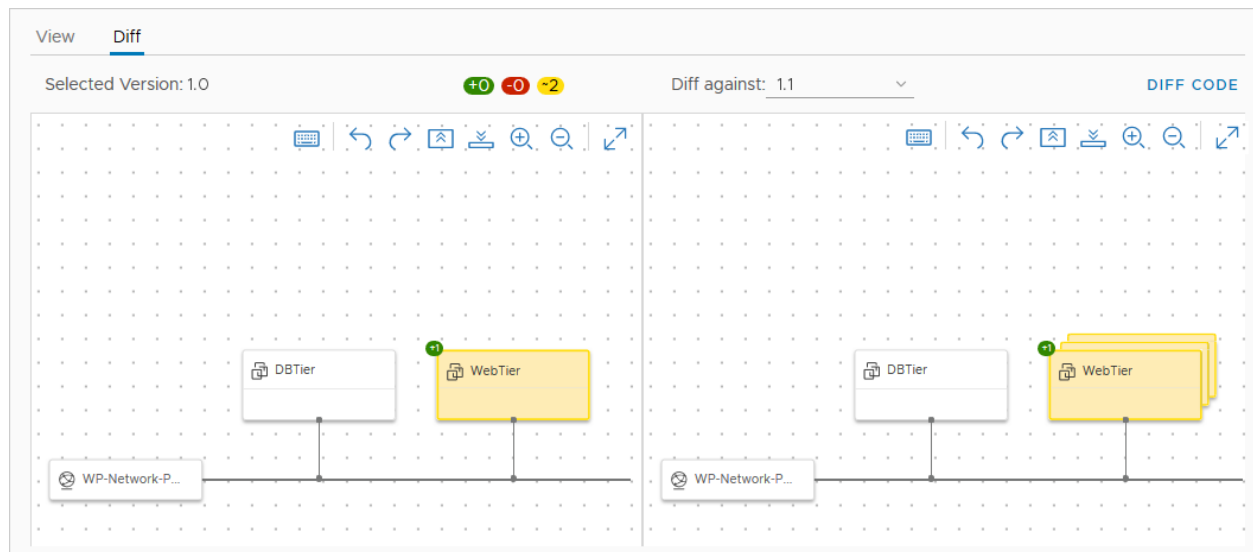 View Diff
Selected Version: 1.0 +0 -0 ~2 Diff against: 1.1 DIFF CODE
+1 +1
DBTier WebTier DBTier WebTier
WP-Network-P... WP-Network-P...